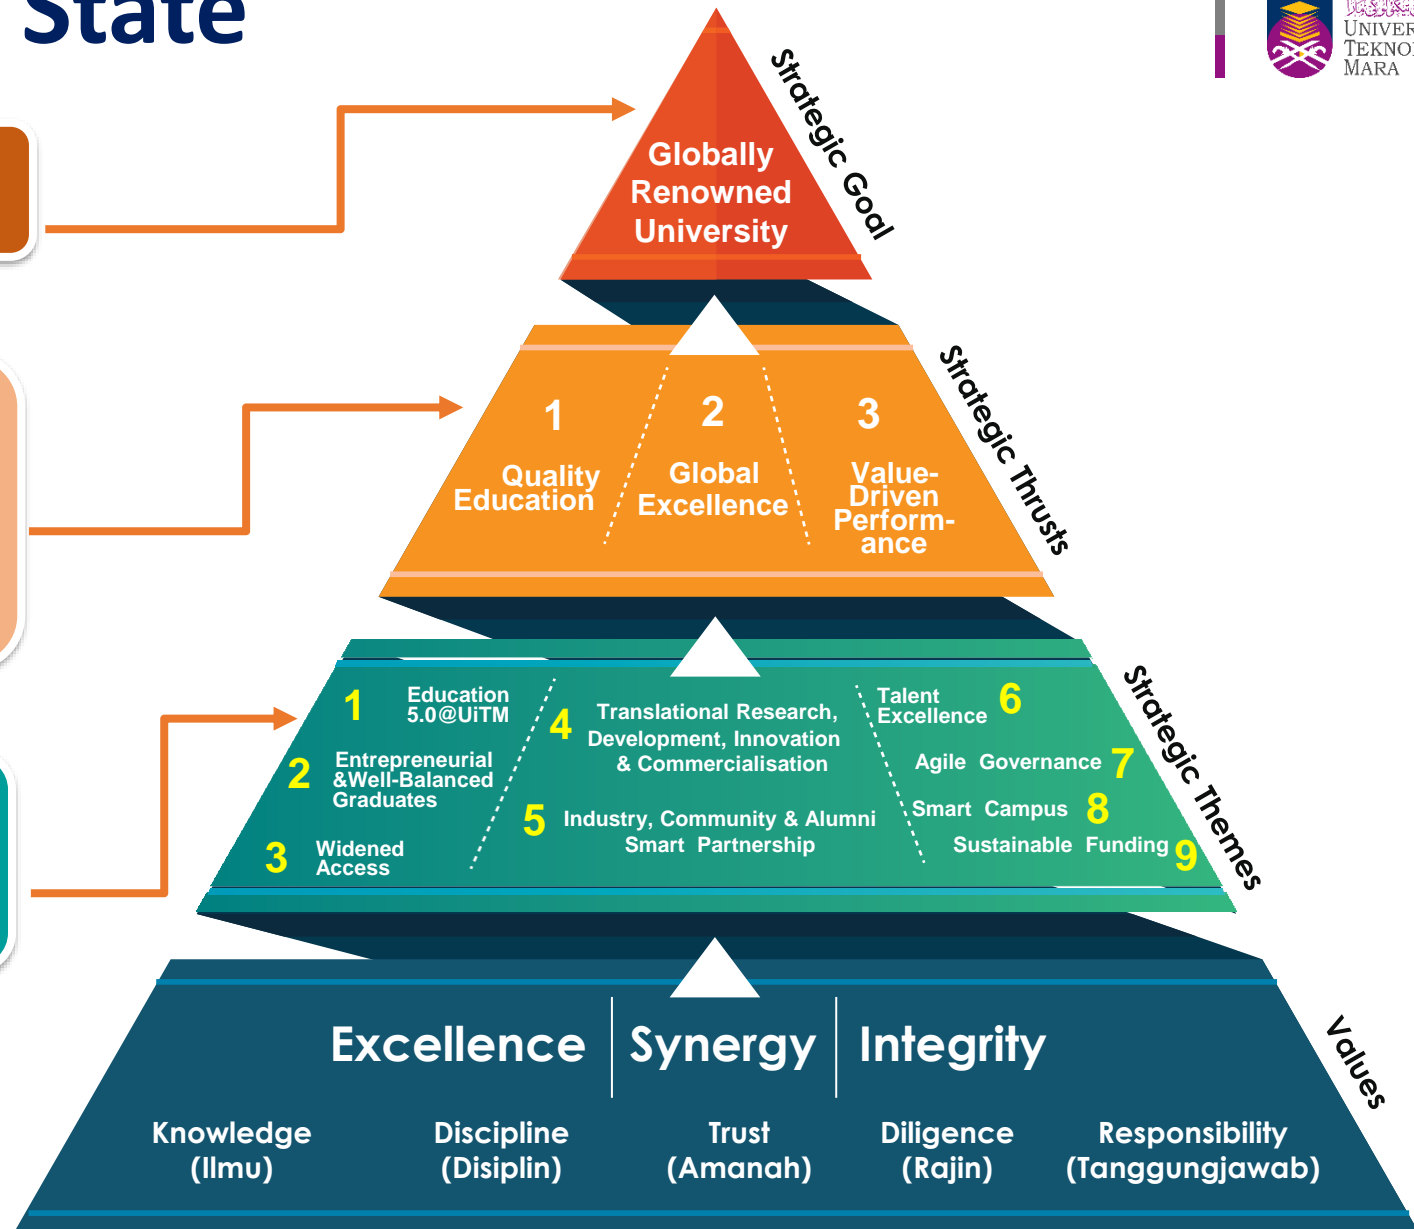 State
UNIVER
TEKNO
MARA
Strategic Goal
Globally
Renowned
University
Strategic Thrusts
1
Quality
Education
2
Global
Excellence
3
Value-
Driven
Perform-
ance
Strategic Themes
1 Education
5.0@UiTM
2 Entrepreneurial
&Well-Balanced
Graduates
3 Widened
Access
4 Translational Research,
Development, Innovation
& Commercialisation
5 Industry, Community & Alumni
Smart Partnership
Talent 6
Excellence
Agile Governance 7
Smart Campus 8
Sustainable Funding 9
Values
Excellence Synergy Integrity
Knowledge Discipline Trust Diligence Responsibility
(Ilmu) (Disiplin) (Amanah) (Rajin) (Tanggungjawab)